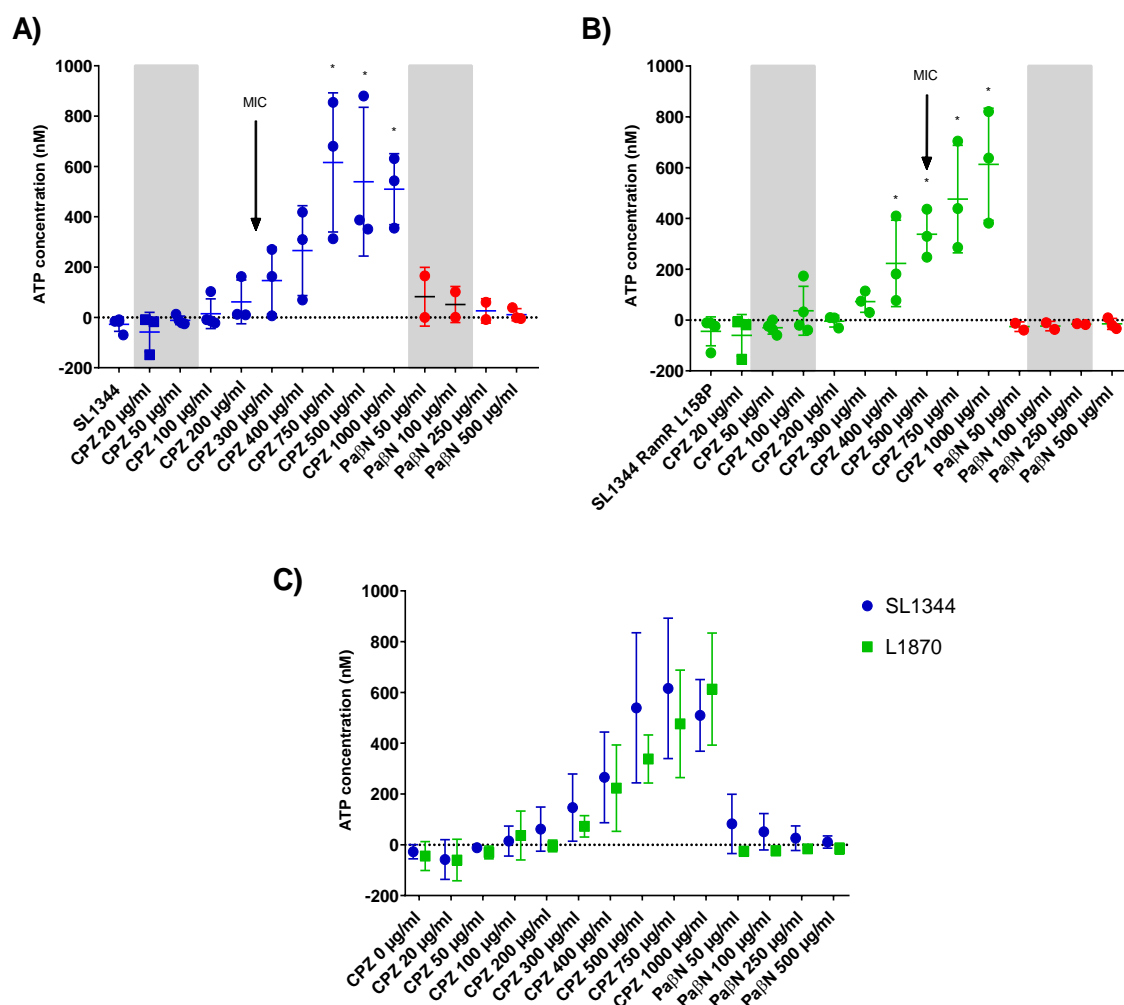 A)
1000
800
600
400
200
0
-200
ATP concentration (nM)
MIC
*
*
*
SL1344
CPZ 20 µg/ml
CPZ 50 µg/ml
CPZ 100 µg/ml
CPZ 200 µg/ml
CPZ 300 µg/ml
CPZ 400 µg/ml
CPZ 750 µg/ml
CPZ 500 µg/ml
CPZ 1000 µg/ml
PaβN 50 µg/ml
PaβN 100 µg/ml
PaβN 250 µg/ml
PaβN 500 µg/ml
B)
1000
800
600
400
200
0
-200
ATP concentration (nM)
MIC
*
*
*
*
SL1344 RamR L158P
CPZ 20 µg/ml
CPZ 50 µg/ml
CPZ 100 µg/ml
CPZ 200 µg/ml
CPZ 300 µg/ml
CPZ 400 µg/ml
CPZ 500 µg/ml
CPZ 750 µg/ml
CPZ 1000 µg/ml
PaβN 50 µg/ml
PaβN 100 µg/ml
PaβN 250 µg/ml
PaβN 500 µg/ml
C)
1000
800
600
400
200
0
-200
ATP concentration (nM)
SL1344
L1870
CPZ 0 µg/ml
CPZ 20 µg/ml
CPZ 50 µg/ml
CPZ 100 µg/ml
CPZ 200 µg/ml
CPZ 300 µg/ml
CPZ 400 µg/ml
CPZ 500 µg/ml
CPZ 750 µg/ml
CPZ 1000 µg/ml
PaβN 50 µg/ml
PaβN 100 µg/ml
PaβN 250 µg/ml
PaβN 500 µg/ml